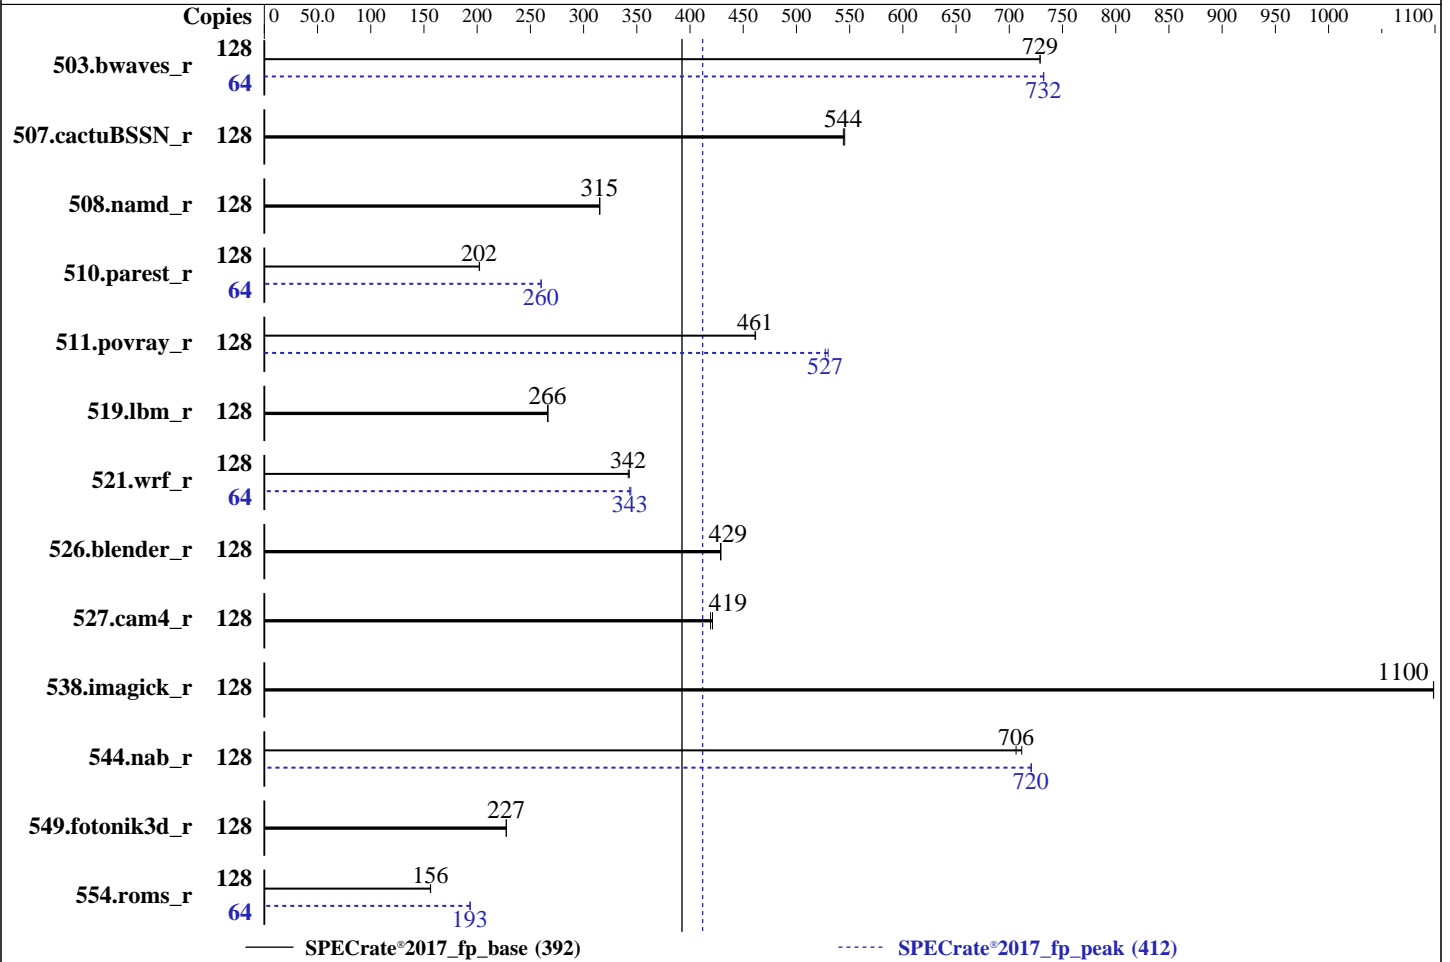 Copies 0 50.0 100 150 200 250 300 350 400 450 500 550 600 650 700 750 800 850 900 950 1000 1100
503.bwaves_r 128 729
64 732
507.cactuBSSN_r 128 544
508.namd_r 128 315
510.parest_r 128 202
64 260
511.povray_r 128 461
527
519.lbm_r 128 266
521.wrf_r 128 342
64 343
526.blender_r 128 429
527.cam4_r 128 419
538.imagick_r 128 1100
544.nab_r 128 706
720
549.fotonik3d_r 128 227
554.roms_r 128 156
64 193
SPECrate®2017_fp_base (392) SPECrate®2017_fp_peak (412)